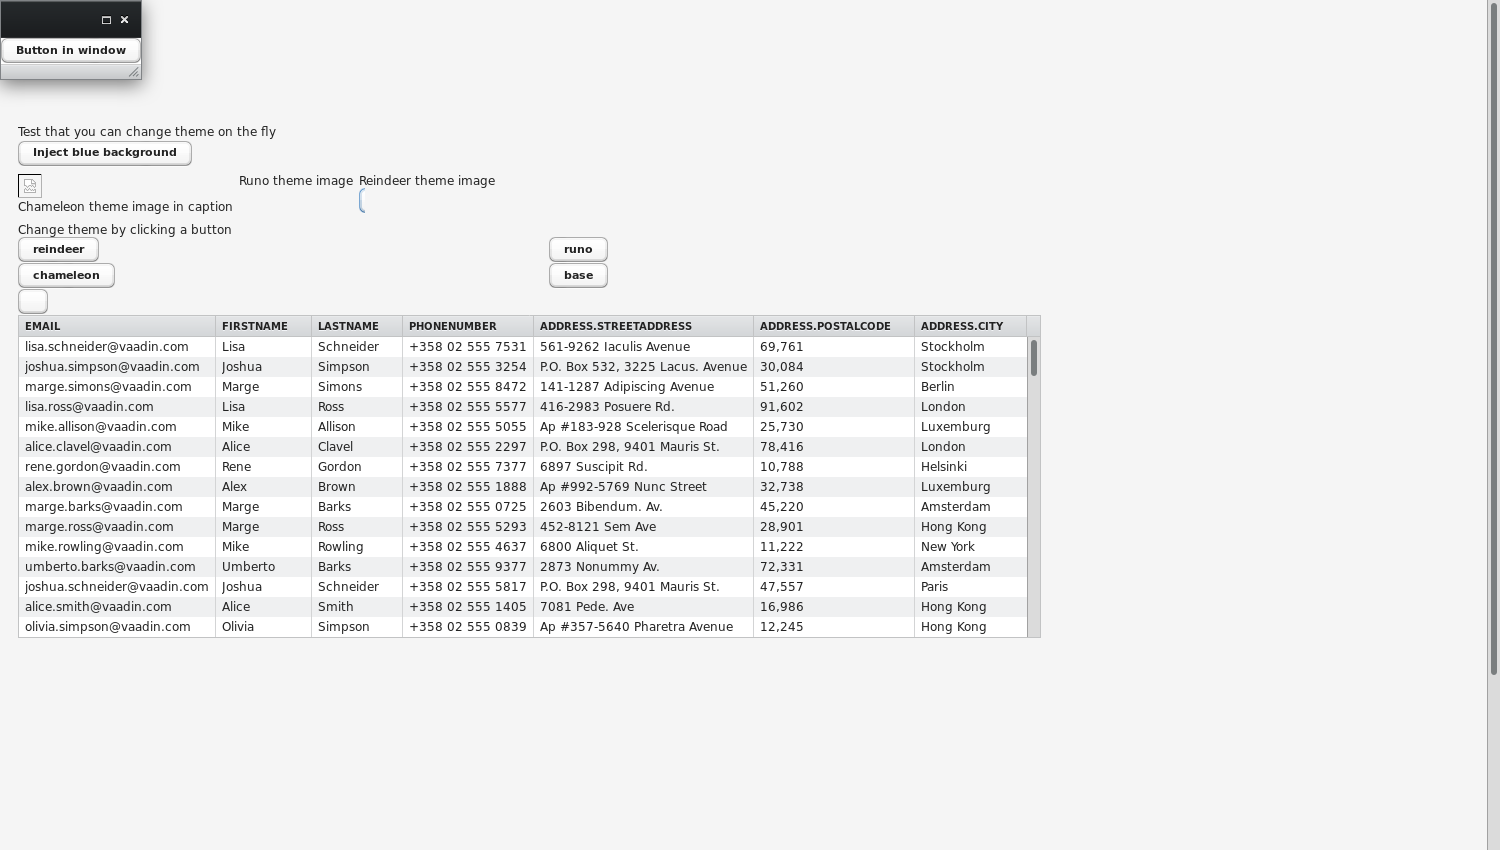 Button in window
Test that you can change theme on the fly
Inject blue background
Runo theme image Reindeer theme image
Chameleon theme image in caption
Change theme by clicking a button
reindeer runo
chameleon base
EMAIL FIRSTNAME LASTNAME PHONENUMBER ADDRESS.STREETADDRESS ADDRESS.POSTALCODE ADDRESS.CITY
lisa.schneider@vaadin.com Lisa Schneider +358 02 555 7531 561-9262 Iaculis Avenue 69,761 Stockholm
joshua.simpson@vaadin.com Joshua Simpson +358 02 555 3254 P.O. Box 532, 3225 Lacus. Avenue 30,084 Stockholm
marge.simons@vaadin.com Marge Simons +358 02 555 8472 141-1287 Adipiscing Avenue 51,260 Berlin
lisa.ross@vaadin.com Lisa Ross +358 02 555 5577 416-2983 Posuere Rd. 91,602 London
mike.allison@vaadin.com Mike Allison +358 02 555 5055 Ap #183-928 Scelerisque Road 25,730 Luxemburg
alice.clavel@vaadin.com Alice Clavel +358 02 555 2297 P.O. Box 298, 9401 Mauris St. 78,416 London
rene.gordon@vaadin.com Rene Gordon +358 02 555 7377 6897 Suscipit Rd. 10,788 Helsinki
alex.brown@vaadin.com Alex Brown +358 02 555 1888 Ap #992-5769 Nunc Street 32,738 Luxemburg
marge.barks@vaadin.com Marge Barks +358 02 555 0725 2603 Bibendum. Av. 45,220 Amsterdam
marge.ross@vaadin.com Marge Ross +358 02 555 5293 452-8121 Sem Ave 28,901 Hong Kong
mike.rowling@vaadin.com Mike Rowling +358 02 555 4637 6800 Aliquet St. 11,222 New York
umberto.barks@vaadin.com Umberto Barks +358 02 555 9377 2873 Nonummy Av. 72,331 Amsterdam
joshua.schneider@vaadin.com Joshua Schneider +358 02 555 5817 P.O. Box 298, 9401 Mauris St. 47,557 Paris
alice.smith@vaadin.com Alice Smith +358 02 555 1405 7081 Pede. Ave 16,986 Hong Kong
olivia.simpson@vaadin.com Olivia Simpson +358 02 555 0839 Ap #357-5640 Pharetra Avenue 12,245 Hong Kong